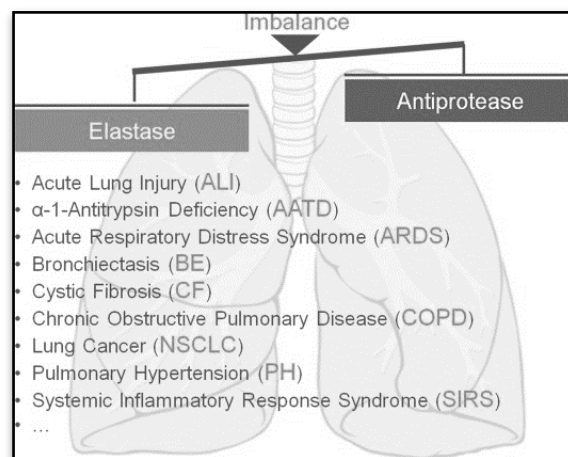 Imbalance
Antiprotease
Elastase
• Acute Lung Injury (ALI)
• α-1-Antitrypsin Deficiency (AATD)
• Acute Respiratory Distress Syndrome (ARDS)
• Bronchiectasis (BE)
• Cystic Fibrosis (CF)
• Chronic Obstructive Pulmonary Disease (COPD)
• Lung Cancer (NSCLC)
• Pulmonary Hypertension (PH)
• Systemic Inflammatory Response Syndrome (SIRS)
• ...